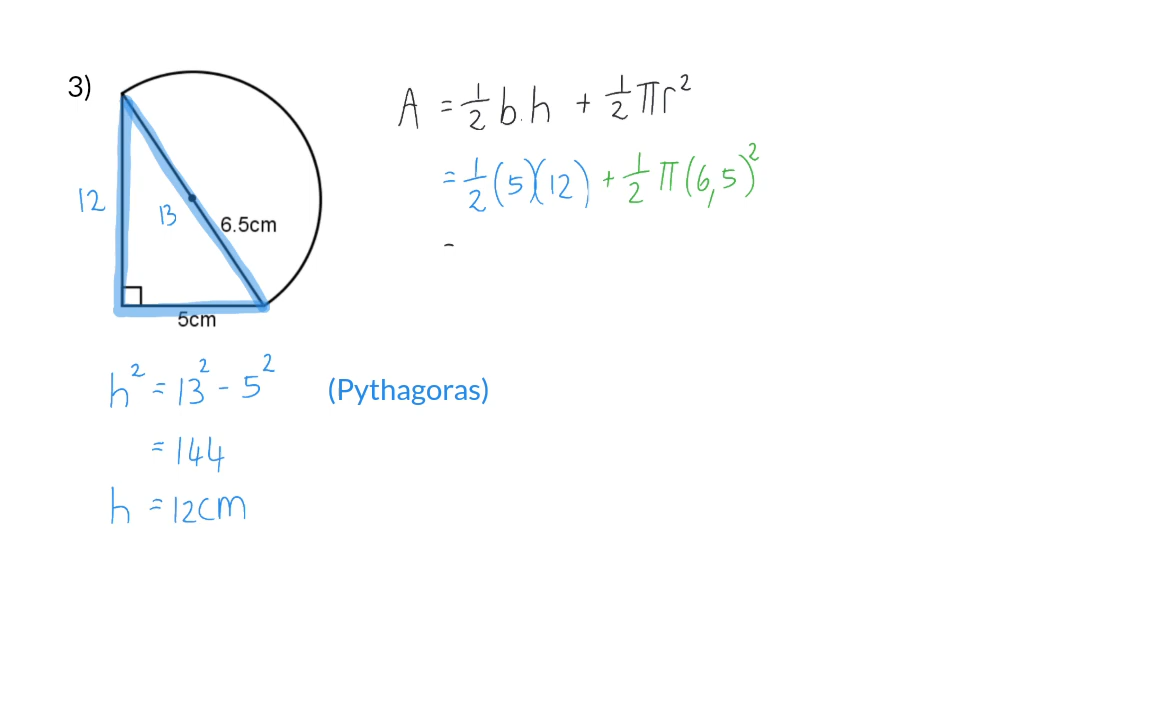 3)
A = 1/2 b.h + 1/2 πr²
= 1/2 (5)(12) + 1/2 π(6,5)²
=
12
13
6.5cm
5cm
h² = 13² - 5² (Pythagoras)
= 144
h = 12cm